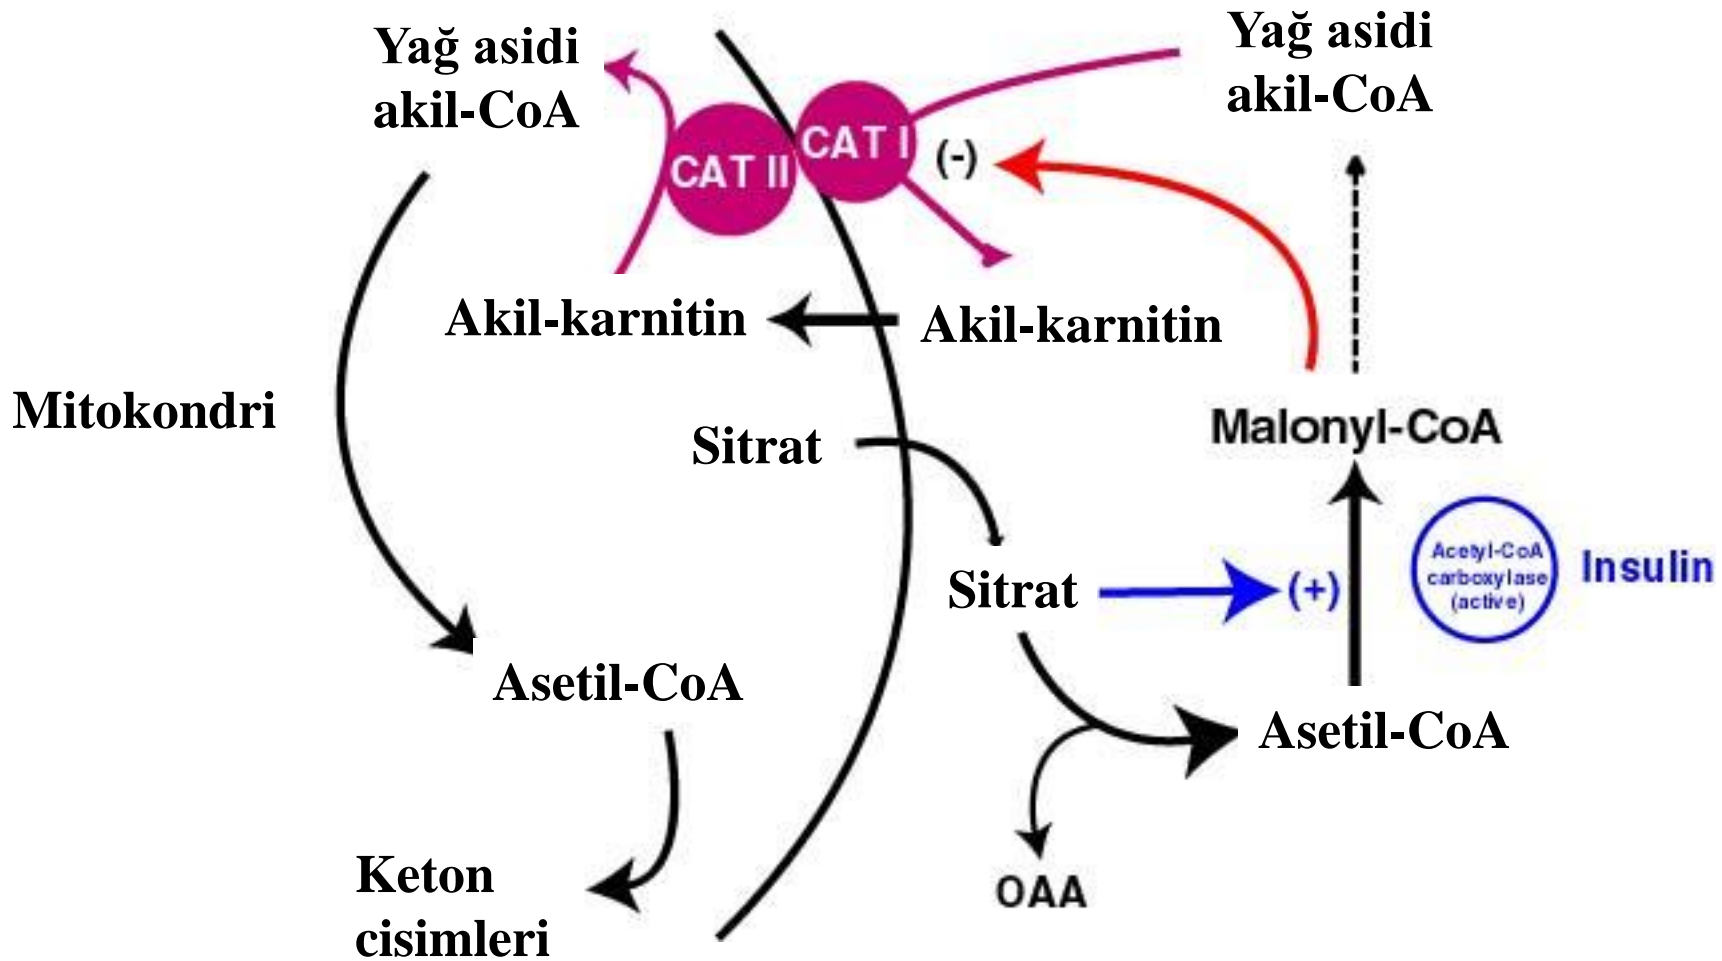 Yağ asidi
akil-CoA
Yağ asidi
akil-CoA
CAT II
CAT I
(-)
Akil-karnitin
Akil-karnitin
Mitokondri
Sitrat
Malonyl-CoA
Sitrat
(+)
Acetyl-CoA
carboxylase
(active)
Insulin
Asetil-CoA
Asetil-CoA
Keton
cisimleri
OAA